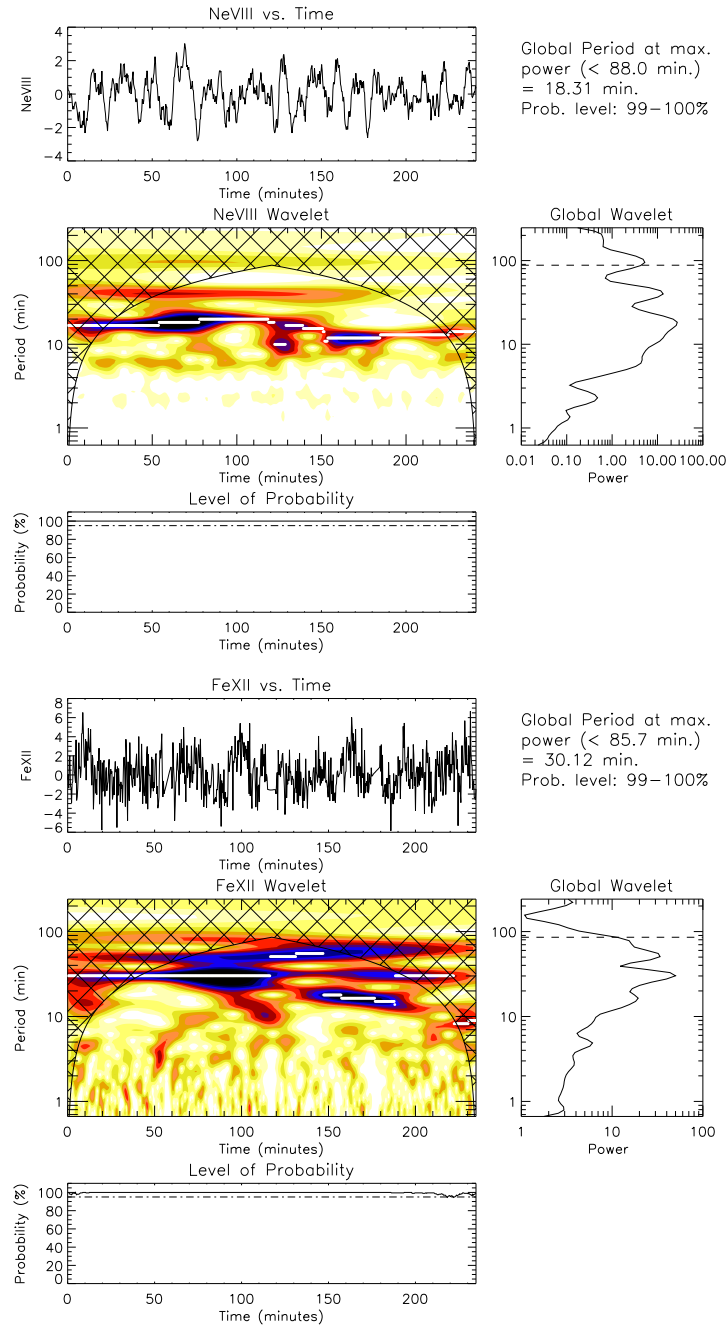 NeVIII vs. Time
NeVIII
4
2
0
−2
−4
0 50 100 150 200
Time (minutes)
Global Period at max.
power (< 88.0 min.)
= 18.31 min.
Prob. level: 99−100%
NeVIII Wavelet
Period (min)
100
10
1
0 50 100 150 200
Time (minutes)
Global Wavelet
100
10
1
0.01 0.10 1.00 10.00 100.00
Power
Level of Probability
Probability (%)
100
80
60
40
20
0
0 50 100 150 200
Time (minutes)
FeXII vs. Time
FeXII
8
6
4
2
0
−2
−4
−6
0 50 100 150 200
Time (minutes)
Global Period at max.
power (< 85.7 min.)
= 30.12 min.
Prob. level: 99−100%
FeXII Wavelet
Period (min)
100
10
1
0 50 100 150 200
Time (minutes)
Global Wavelet
100
10
1
1 10 100
Power
Level of Probability
Probability (%)
100
80
60
40
20
0
0 50 100 150 200
Time (minutes)